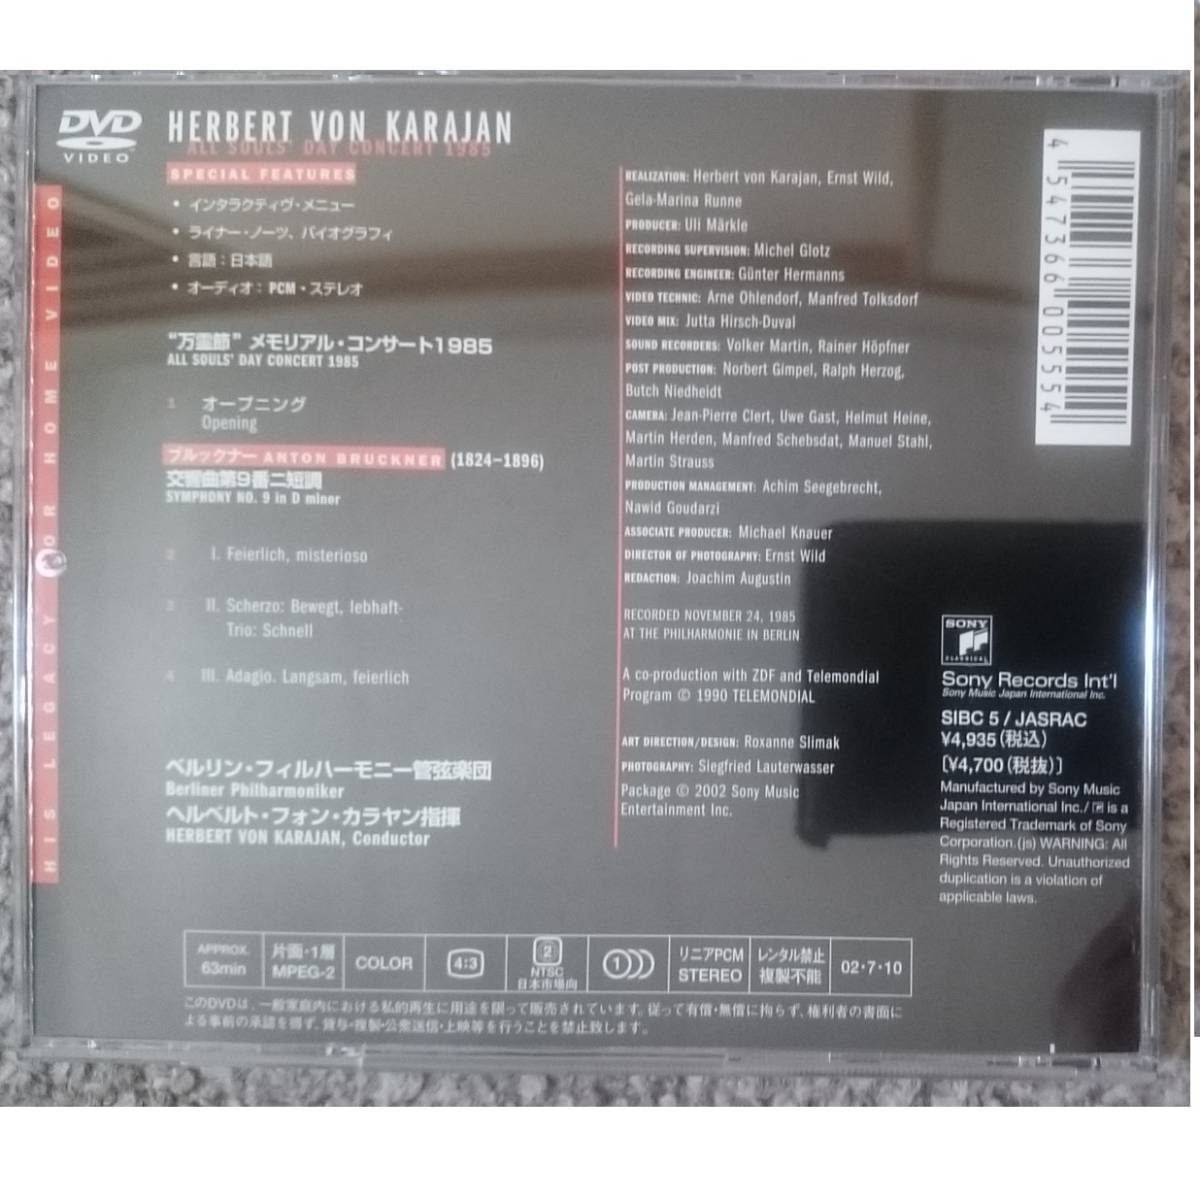 DVD
VIDEO
HERBERT VON KARAJAN
ALL SOULS' DAY CONCERT 1985
SPECIAL FEATURES
• インタラクティヴ・メニュー
• ライナー・ノーツ、バイオグラフィ
• 言語：日本語
• オーディオ：PCM・ステレオ
“万霊節” メモリアル・コンサート1985
ALL SOULS' DAY CONCERT 1985
1 オープニング
Opening
ブルックナー ANTON BRUCKNER (1824–1896)
交響曲第9番ニ短調
SYMPHONY NO. 9 in D minor
2 I. Feierlich, misterioso
3 II. Scherzo: Bewegt, lebhaft-
Trio: Schnell
4 III. Adagio. Langsam, feierlich
ベルリン・フィルハーモニー管弦楽団
Berliner Philharmoniker
ヘルベルト・フォン・カラヤン指揮
HERBERT VON KARAJAN, Conductor
HIS LEGACY FOR HOME VIDEO
REALIZATION: Herbert von Karajan, Ernst Wild,
Gela-Marina Runne
PRODUCER: Uli Märkle
RECORDING SUPERVISION: Michel Glotz
RECORDING ENGINEER: Günter Hermanns
VIDEO TECHNIC: Arne Ohlendorf, Manfred Tolksdorf
VIDEO MIX: Jutta Hirsch-Duval
SOUND RECORDERS: Volker Martin, Rainer Höpfner
POST PRODUCTION: Norbert Gimpel, Ralph Herzog,
Butch Niedheidt
CAMERA: Jean-Pierre Clert, Uwe Gast, Helmut Heine,
Martin Herden, Manfred Schebsdat, Manuel Stahl,
Martin Strauss
PRODUCTION MANAGEMENT: Achim Seegebrecht,
Nawid Goudarzi
ASSOCIATE PRODUCER: Michael Knauer
DIRECTOR OF PHOTOGRAPHY: Ernst Wild
REDACTION: Joachim Augustin
RECORDED NOVEMBER 24, 1985
AT THE PHILHARMONIE IN BERLIN
A co-production with ZDF and Telemondial
Program © 1990 TELEMONDIAL
ART DIRECTION/DESIGN: Roxanne Slimak
PHOTOGRAPHY: Siegfried Lauterwasser
Package © 2002 Sony Music
Entertainment Inc.
4 547366 005554
SONY
CLASSICAL
Sony Records Int'l
Sony Music Japan International Inc.
SIBC 5 / JASRAC
¥4,935（税込）
[¥4,700（税抜）]
Manufactured by Sony Music
Japan International Inc./ is a
Registered Trademark of Sony
Corporation.(js) WARNING: All
Rights Reserved. Unauthorized
duplication is a violation of
applicable laws.
APPROX. 63min
片面・1層 MPEG-2
COLOR
4:3
2 NTSC 日本市場向
1
リニアPCM STEREO
レンタル禁止 複製不能
02・7・10
このDVDは、一般家庭内における私的再生に用途を限って販売されています。従って有償・無償に拘らず、権利者の書面に
よる事前の承認を得ず、貸与・複製・公衆送信・上映等を行うことを禁止致します。